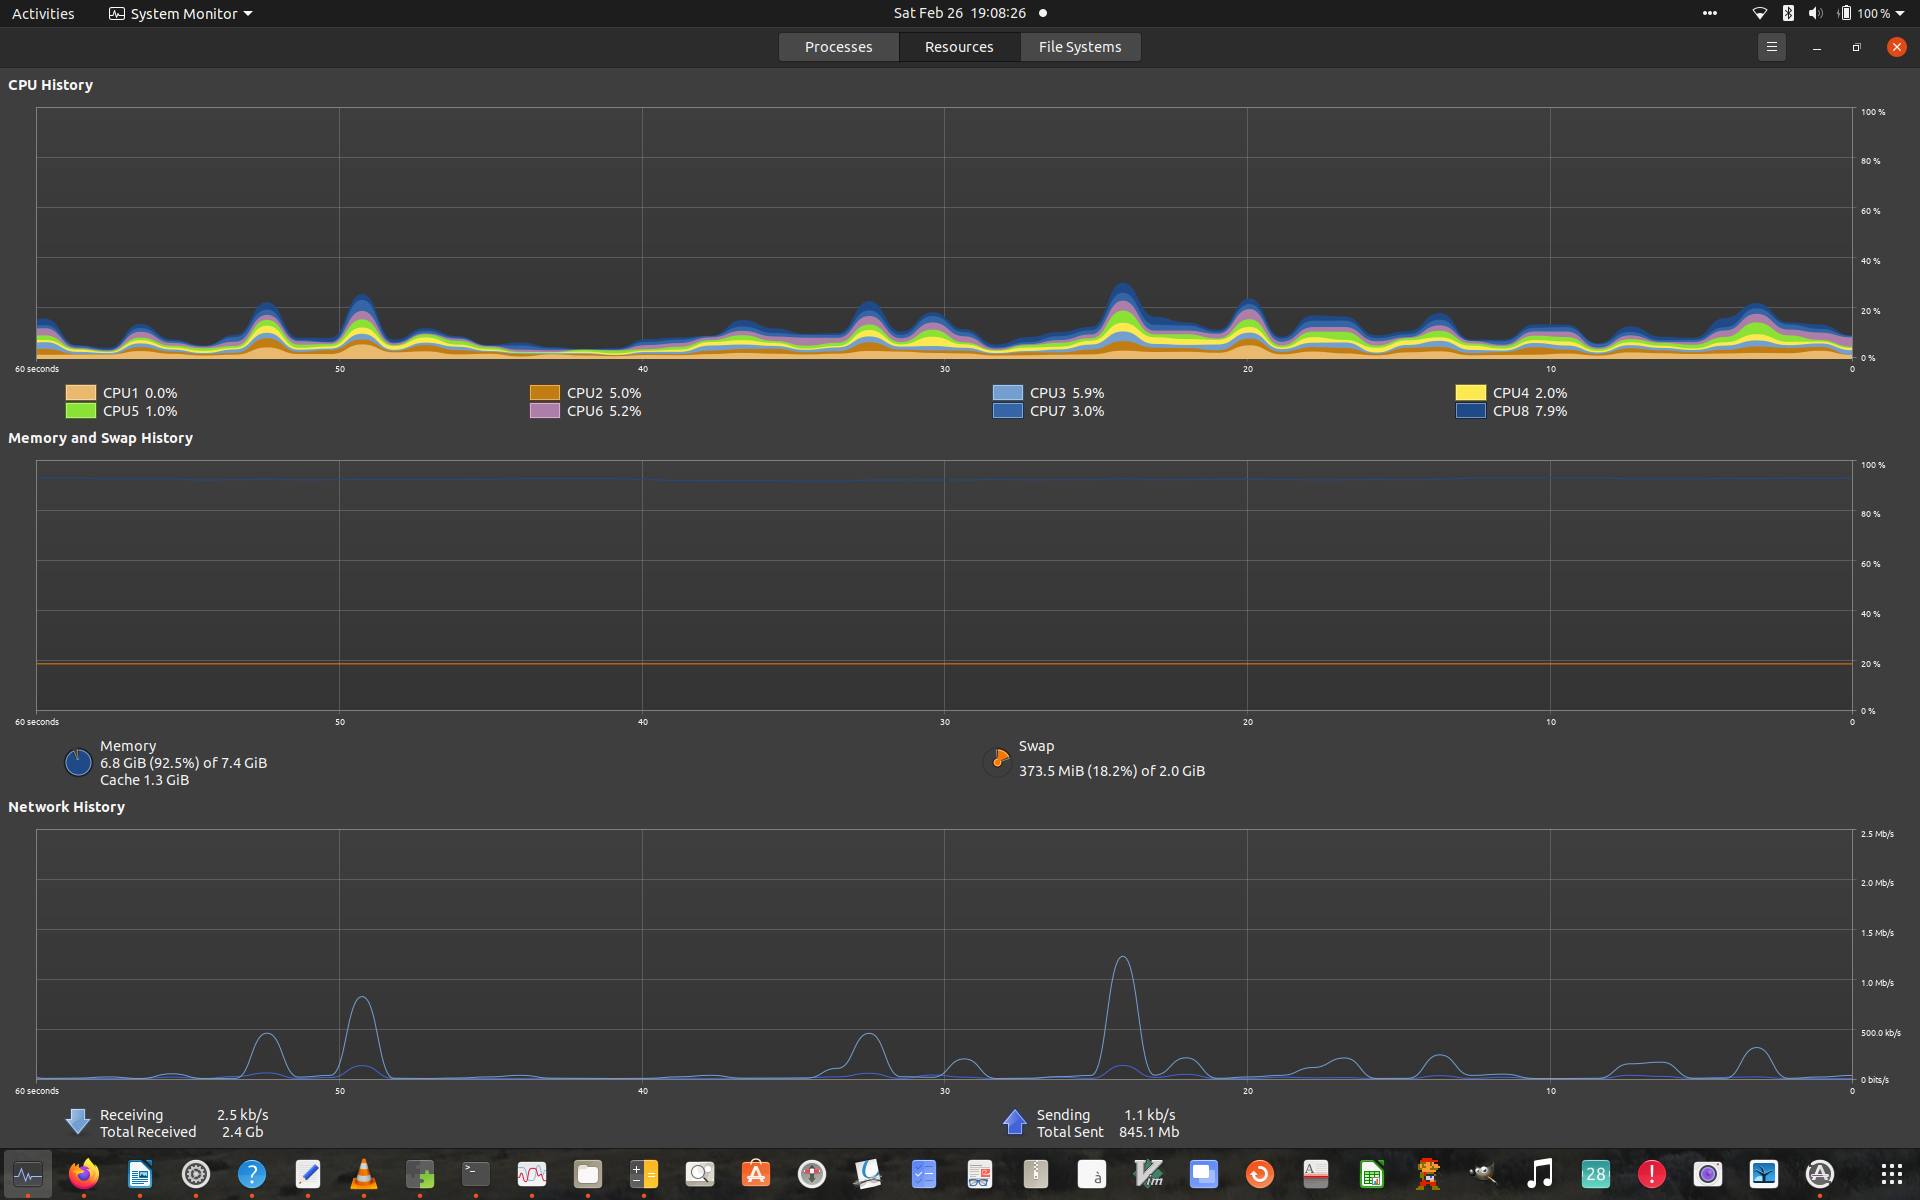 Activities
System Monitor
Sat Feb 26 19:08:26
100 %
Processes
Resources
File Systems
CPU History
100 %
80 %
60 %
40 %
20 %
0 %
60 seconds 50 40 30 20 10 0
CPU1 0.0% CPU2 5.0% CPU3 5.9% CPU4 2.0%
CPU5 1.0% CPU6 5.2% CPU7 3.0% CPU8 7.9%
Memory and Swap History
100 %
80 %
60 %
40 %
20 %
0 %
60 seconds 50 40 30 20 10 0
Memory
6.8 GiB (92.5%) of 7.4 GiB
Cache 1.3 GiB
Swap
373.5 MiB (18.2%) of 2.0 GiB
Network History
2.5 Mb/s
2.0 Mb/s
1.5 Mb/s
1.0 Mb/s
500.0 kb/s
0 bits/s
60 seconds 50 40 30 20 10 0
Receiving 2.5 kb/s
Total Received 2.4 Gb
Sending 1.1 kb/s
Total Sent 845.1 Mb
?
>_
A
à
Vim
A
28
!